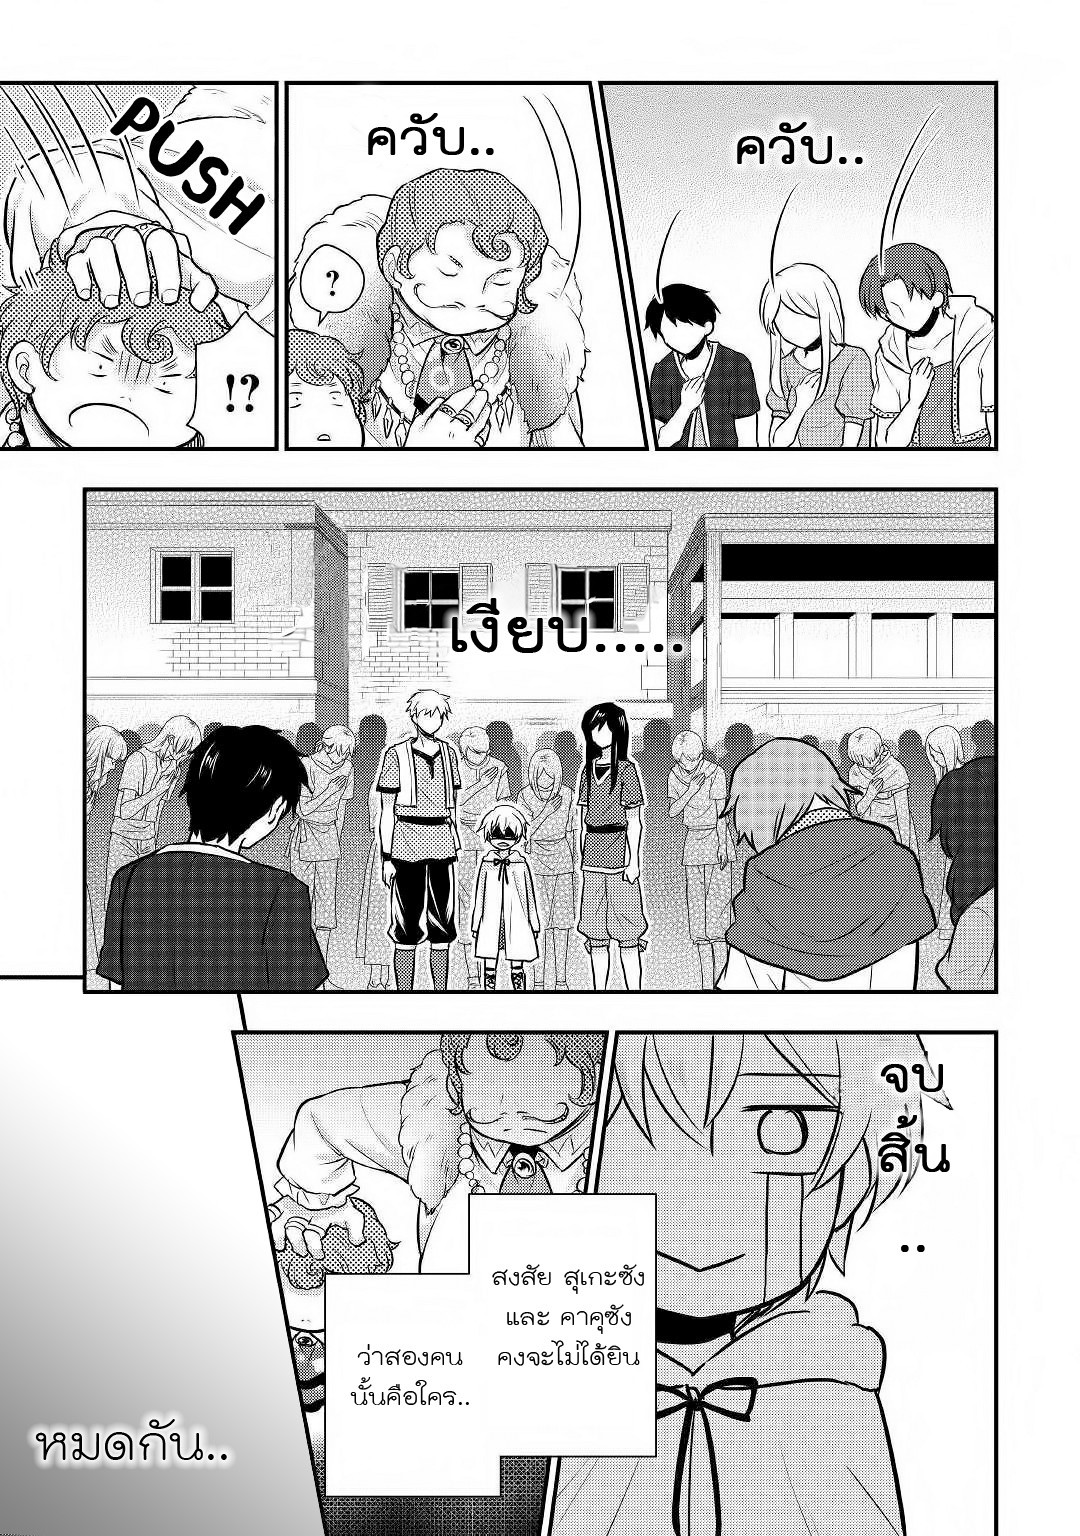 ควับ..
ควับ..
?
PUSH
!?
เงียบ.....
จบ
สิ้น
..
สงสัย สุเกะซัง
และ คาคุซัง
คงจะไม่ได้ยิน
ว่าสองคน
นั้นคือใคร..
หมดกัน..